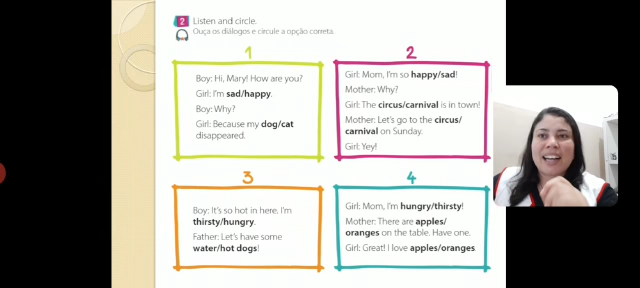 2 Listen and circle.
Ouça os diálogos e circule a opção correta.
1
Boy: Hi, Mary! How are you?
Girl: I'm sad/happy.
Boy: Why?
Girl: Because my dog/cat
disappeared.
2
Girl: Mom, I'm so happy/sad!
Mother: Why?
Girl: The circus/carnival is in town!
Mother: Let's go to the circus/
carnival on Sunday.
Girl: Yey!
3
Boy: It's so hot in here. I'm
thirsty/hungry.
Father: Let's have some
water/hot dogs!
4
Girl: Mom, I'm hungry/thirsty!
Mother: There are apples/
oranges on the table. Have one.
Girl: Great! I love apples/oranges